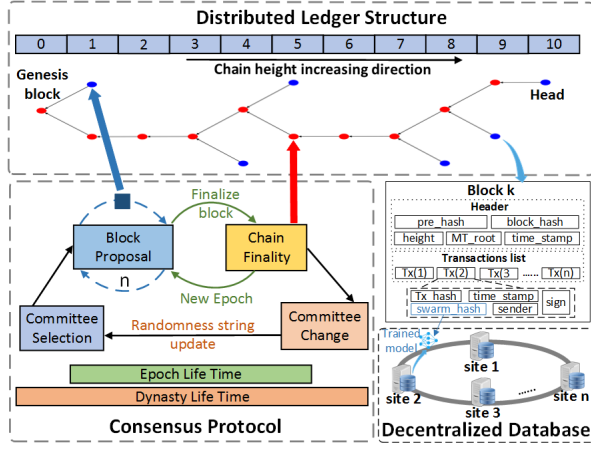 Distributed Ledger Structure
0 1 2 3 4 5 6 7 8 9 10
Chain height increasing direction
Genesis
block
Head
Finalize
block
Block
Proposal
n
Chain
Finality
New Epoch
Committee
Selection
Randomness string
update
Committee
Change
Epoch Life Time
Dynasty Life Time
Consensus Protocol
Block k
Header
pre_hash block_hash
height MT_root time_stamp
Transactions list
Tx(1) Tx(2) Tx(3 ...... Tx(n)
Tx_hash time_stamp sign
swarm_hash sender
Trained
model
site 1
site 2
site n
......
site 3
Decentralized Database